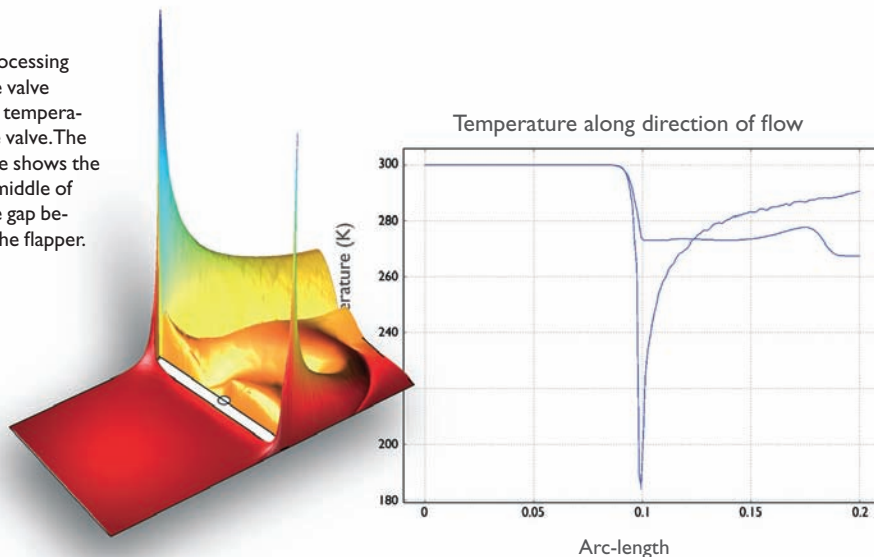 ocessing
e valve
tempera-
e valve.The
e shows the
middle of
e gap be-
he flapper.
Temperature along direction of flow
erature (K)
300
280
260
240
200
180
0
0.05
0.1
0.15
0.2
Arc-length